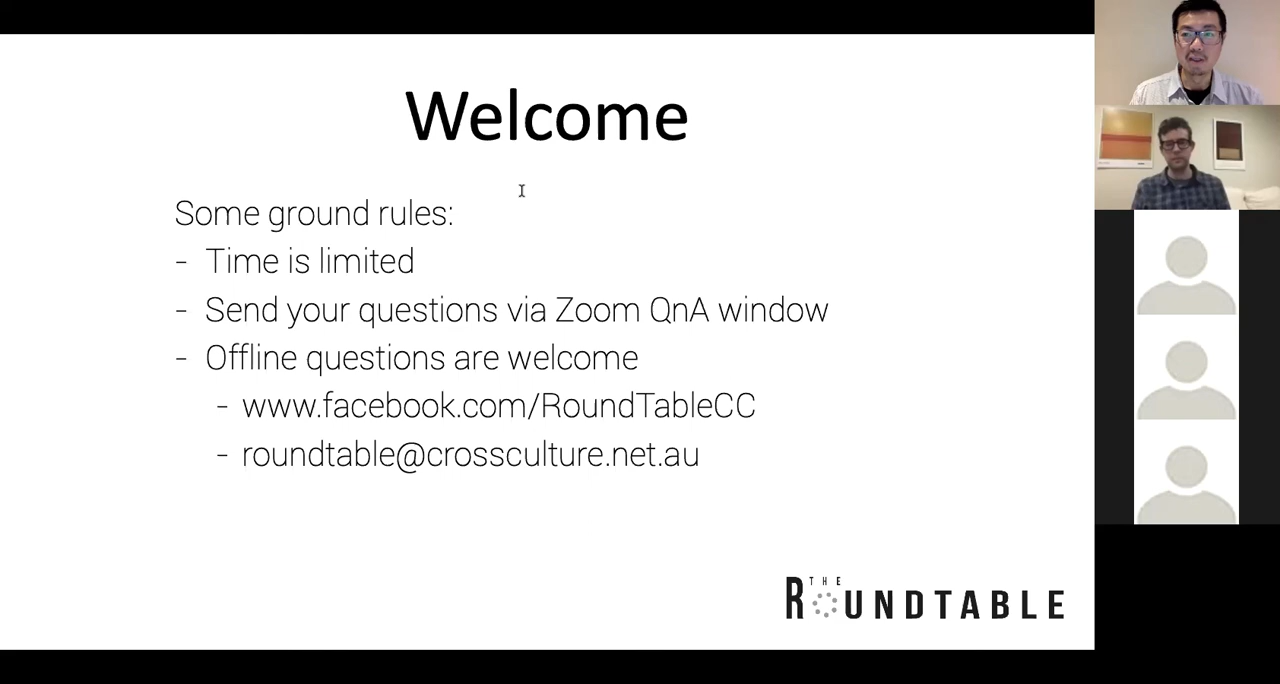 Welcome
Some ground rules:
- Time is limited
- Send your questions via Zoom QnA window
- Offline questions are welcome
- www.facebook.com/RoundTableCC
- roundtable@crossculture.net.au
THE
ROUNDTABLE